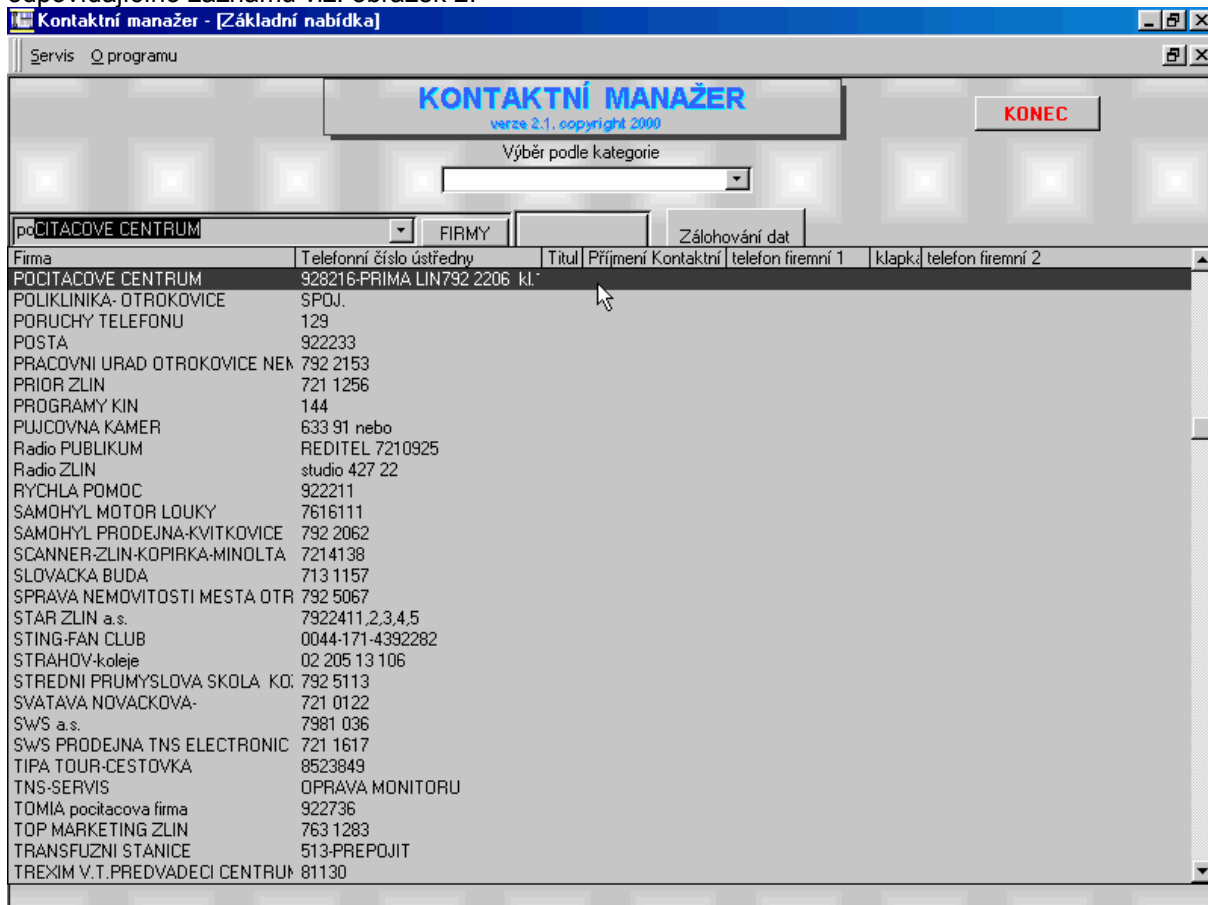 odpovídajícího záznamu viz. obrázek 2.
Kontaktní manažer - [Základní nabídka]
Servis O programu
KONTAKTNÍ MANAŽER
verze 2.1, copyright 2000
KONEC
Výběr podle kategorie
poCITACOVE CENTRUM FIRMY Zálohování dat
Firma Telefonní číslo ústředny Titul Příjmení Kontaktní telefon firemní 1 klapka telefon firemní 2
POCITACOVE CENTRUM 928216-PRIMA LIN792 2206 kl.
POLIKLINIKA- OTROKOVICE SPOJ.
PORUCHY TELEFONU 129
POSTA 922233
PRACOVNI URAD OTROKOVICE 792 2153
PRIOR ZLIN 721 1256
PROGRAMY KIN 144
PUJCOVNA KAMER 633 91 nebo
Radio PUBLIKUM REDITEL 7210925
Radio ZLIN studio 427 22
RYCHLA POMOC 922211
SAMOHYL MOTOR LOUKY 7616111
SAMOHYL PRODEJNA-KVITKOVICE 792 2062
SCANNER-ZLIN-KOPIRKA-MINOLTA 7214138
SLOVACKA BUDA 713 1157
SPRAVA NEMOVITOSTI MESTA OTR 792 5067
STAR ZLIN a.s. 7922411,2,3,4,5
STING-FAN CLUB 0044-171-4392282
STRAHOV-koleje 02 205 13 106
STREDNI PRUMYSLOVA SKOLA 792 5113
SVATAVA NOVACKOVA- 721 0122
SWS a.s. 7981 036
SWS PRODEJNA TNS ELECTRONIC 721 1617
TIPA TOUR-CESTOVKA 8523849
TNS-SERVIS OPRAVA MONITORU
TOMIA pocitacova firma 922736
TOP MARKETING ZLIN 763 1283
TRANSFUZNI STANICE 513-PREPOJIT
TREXIM V.T.PREDVADECI CENTRUM 81130